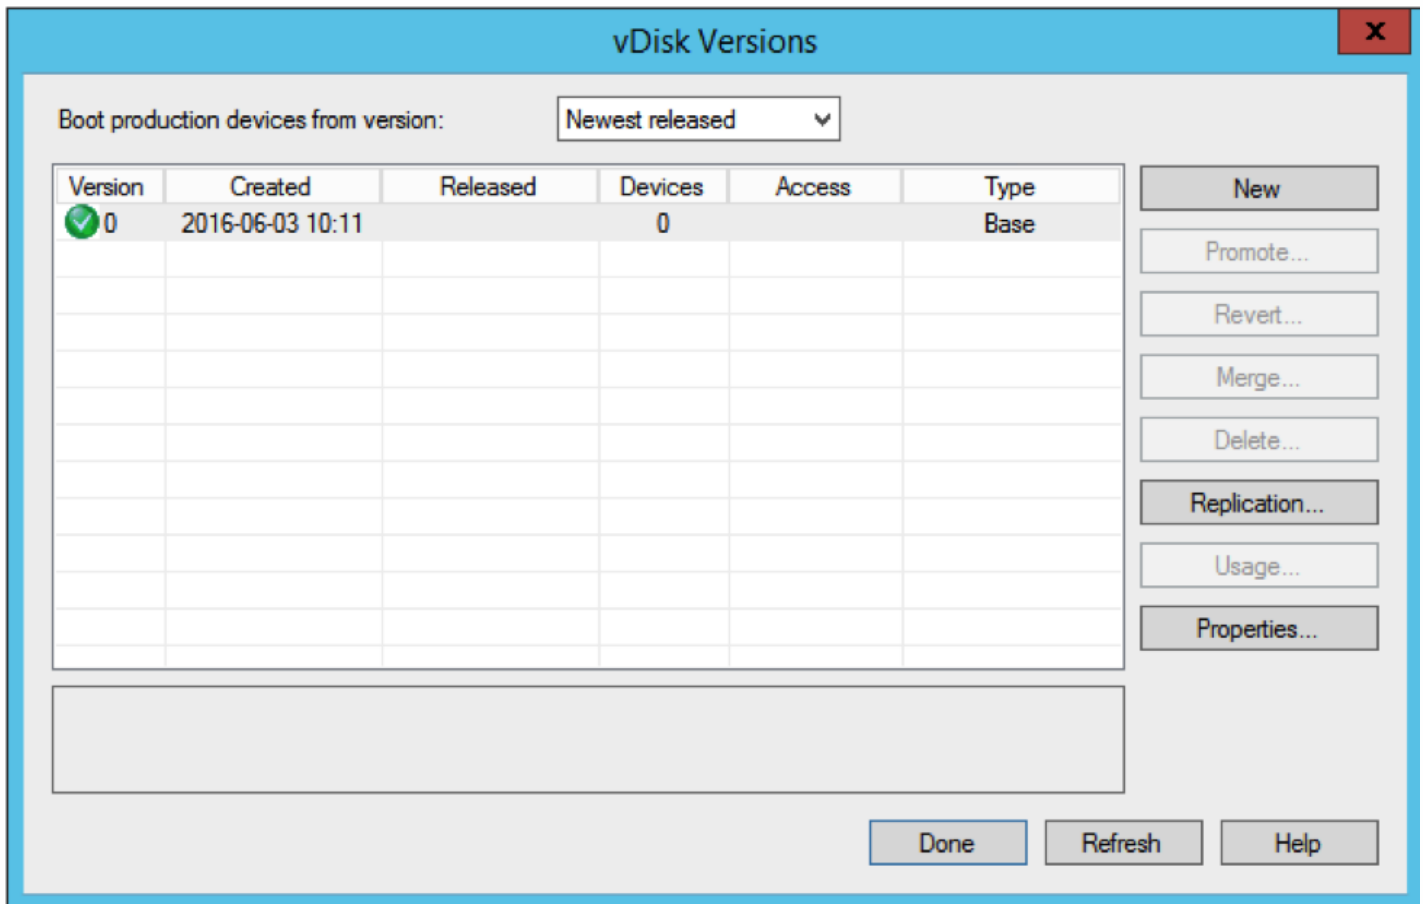 vDisk Versions
x
Boot production devices from version: Newest released
Version Created Released Devices Access Type
0 2016-06-03 10:11 0 Base
New
Promote...
Revert...
Merge...
Delete...
Replication...
Usage...
Properties...
Done Refresh Help